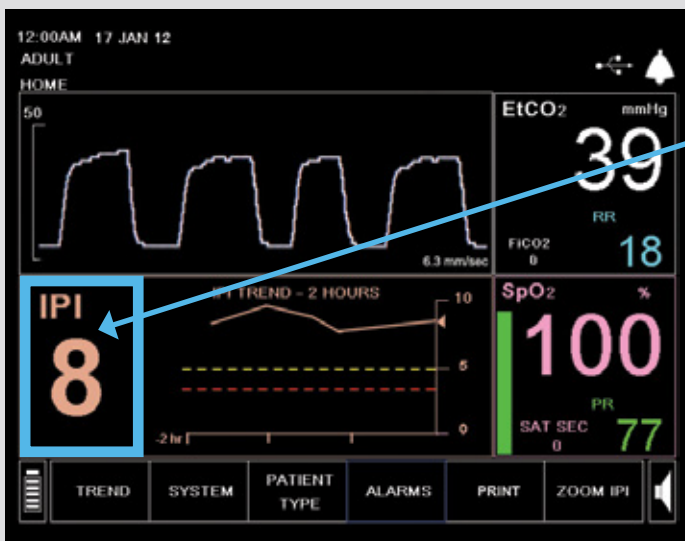 12:00AM 17 JAN 12
ADULT
HOME
50
6.3 mm/sec
EtCO2 mmHg
39
RR
FiCO2
0
18
IPI
8
IPI TREND - 2 HOURS
10
5
0
-2 hr
SpO2 %
100
PR
SAT SEC
0
77
TREND
SYSTEM
PATIENT
TYPE
ALARMS
PRINT
ZOOM IPI